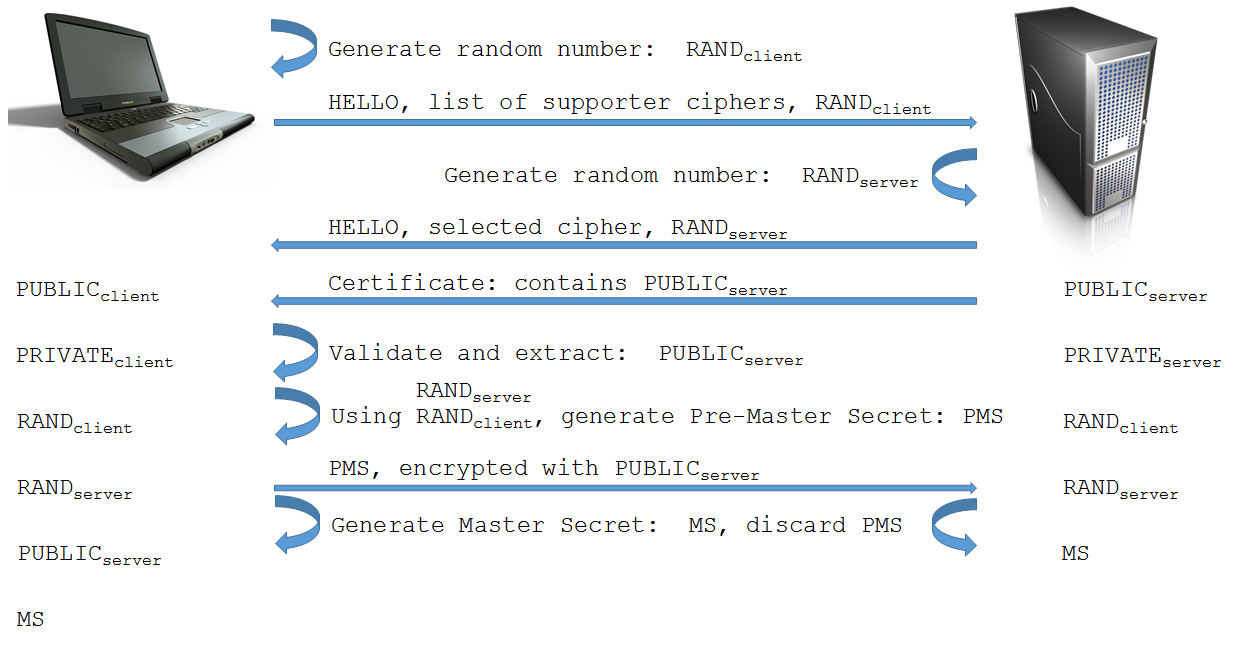 Generate random number: RANDclient
HELLO, list of supporter ciphers, RANDclient
Generate random number: RANDserver
HELLO, selected cipher, RANDserver
Certificate: contains PUBLICserver
Validate and extract: PUBLICserver
RANDserver
Using RANDclient, generate Pre-Master Secret: PMS
PMS, encrypted with PUBLICserver
Generate Master Secret: MS, discard PMS
PUBLICclient
PRIVATEclient
RANDclient
RANDserver
PUBLICserver
MS
PUBLICserver
PRIVATEserver
RANDclient
RANDserver
MS